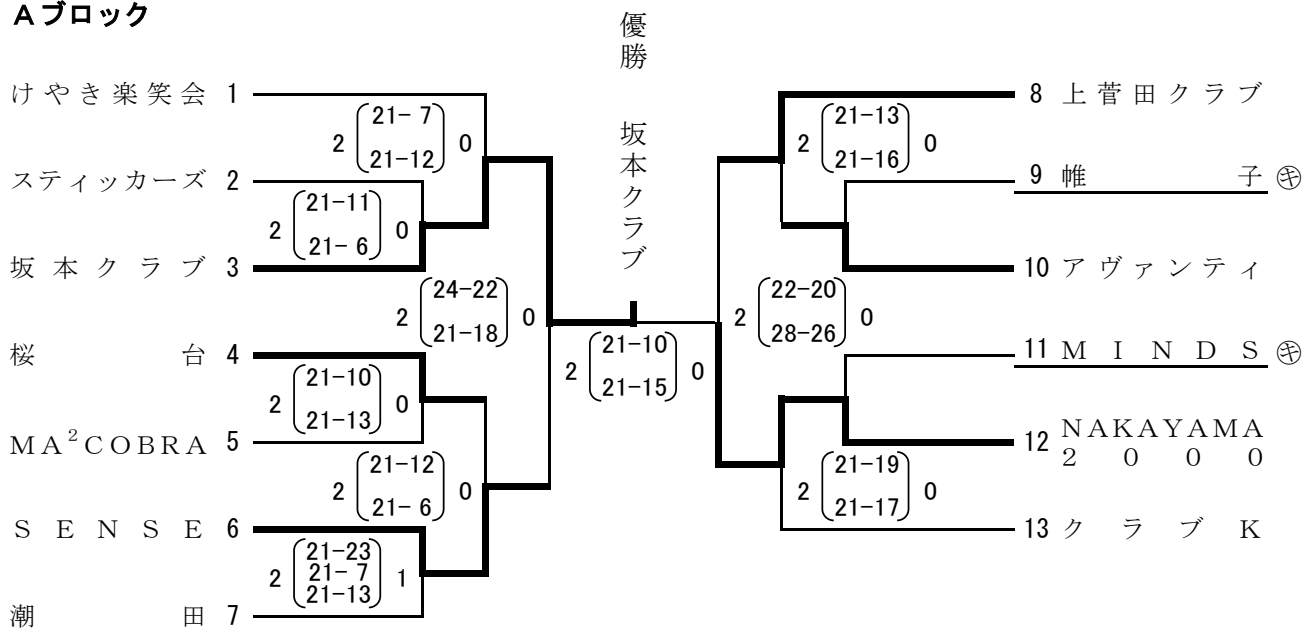 Aブロック
優勝 坂本クラブ
けやき楽笑会 1
2 21- 7 0
21-12
スティッカーズ 2
2 21-11 0
21- 6
坂本クラブ 3
2 24-22 0
21-18
桜台 4
2 21-10 0
21-13
MA²COBRA 5
2 21-12 0
21- 6
SENSE 6
2 21-23 1
21- 7
21-13
潮田 7
2 21-10 0
21-15
8 上菅田クラブ
2 21-13 0
21-16
9 帷子 ㋖
10 アヴァンティ
2 22-20 0
28-26
11 MINDS ㋖
12 NAKAYAMA
2000
2 21-19 0
21-17
13 クラブK